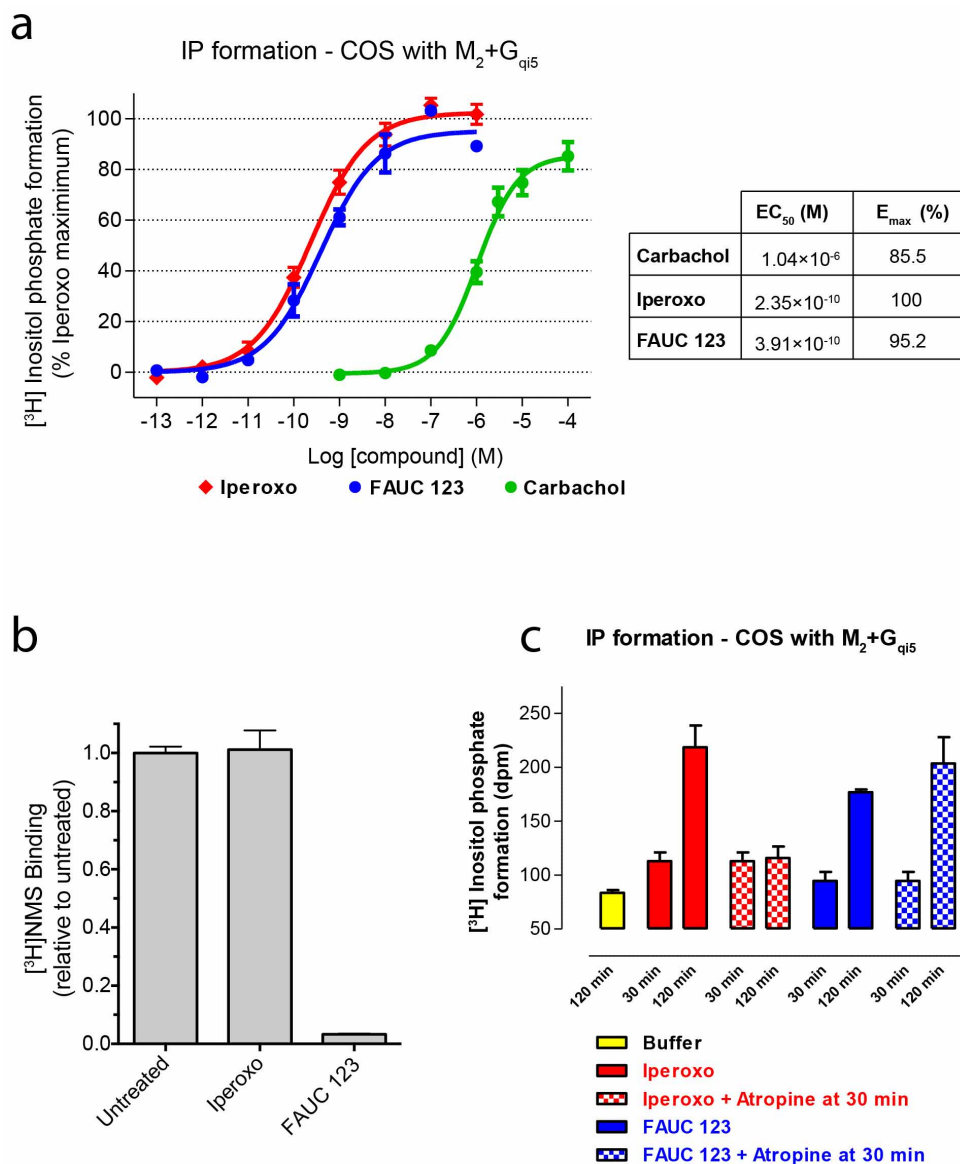 a
IP formation - COS with M₂+Gqi5
[³H] Inositol phosphate formation
(% Iperoxo maximimum)
100
80
60
40
20
0
-13 -12 -11 -10 -9 -8 -7 -6 -5 -4
Log [compound] (M)
Iperoxo FAUC 123 Carbachol
EC₅₀ (M) Eₘₐₓ (%)
Carbachol 1.04×10⁻⁶ 85.5
Iperoxo 2.35×10⁻¹⁰ 100
FAUC 123 3.91×10⁻¹⁰ 95.2
b
[³H]NMS Binding
(relative to untreated)
1.0
0.8
0.6
0.4
0.2
0.0
Untreated Iperoxo FAUC 123
c
IP formation - COS with M₂+Gqi5
[³H] Inositol phosphate
formation (dpm)
250
200
150
100
50
120 min 30 min 120 min 30 min 120 min 30 min 120 min 30 min 120 min
Buffer
Iperoxo
Iperoxo + Atropine at 30 min
FAUC 123
FAUC 123 + Atropine at 30 min